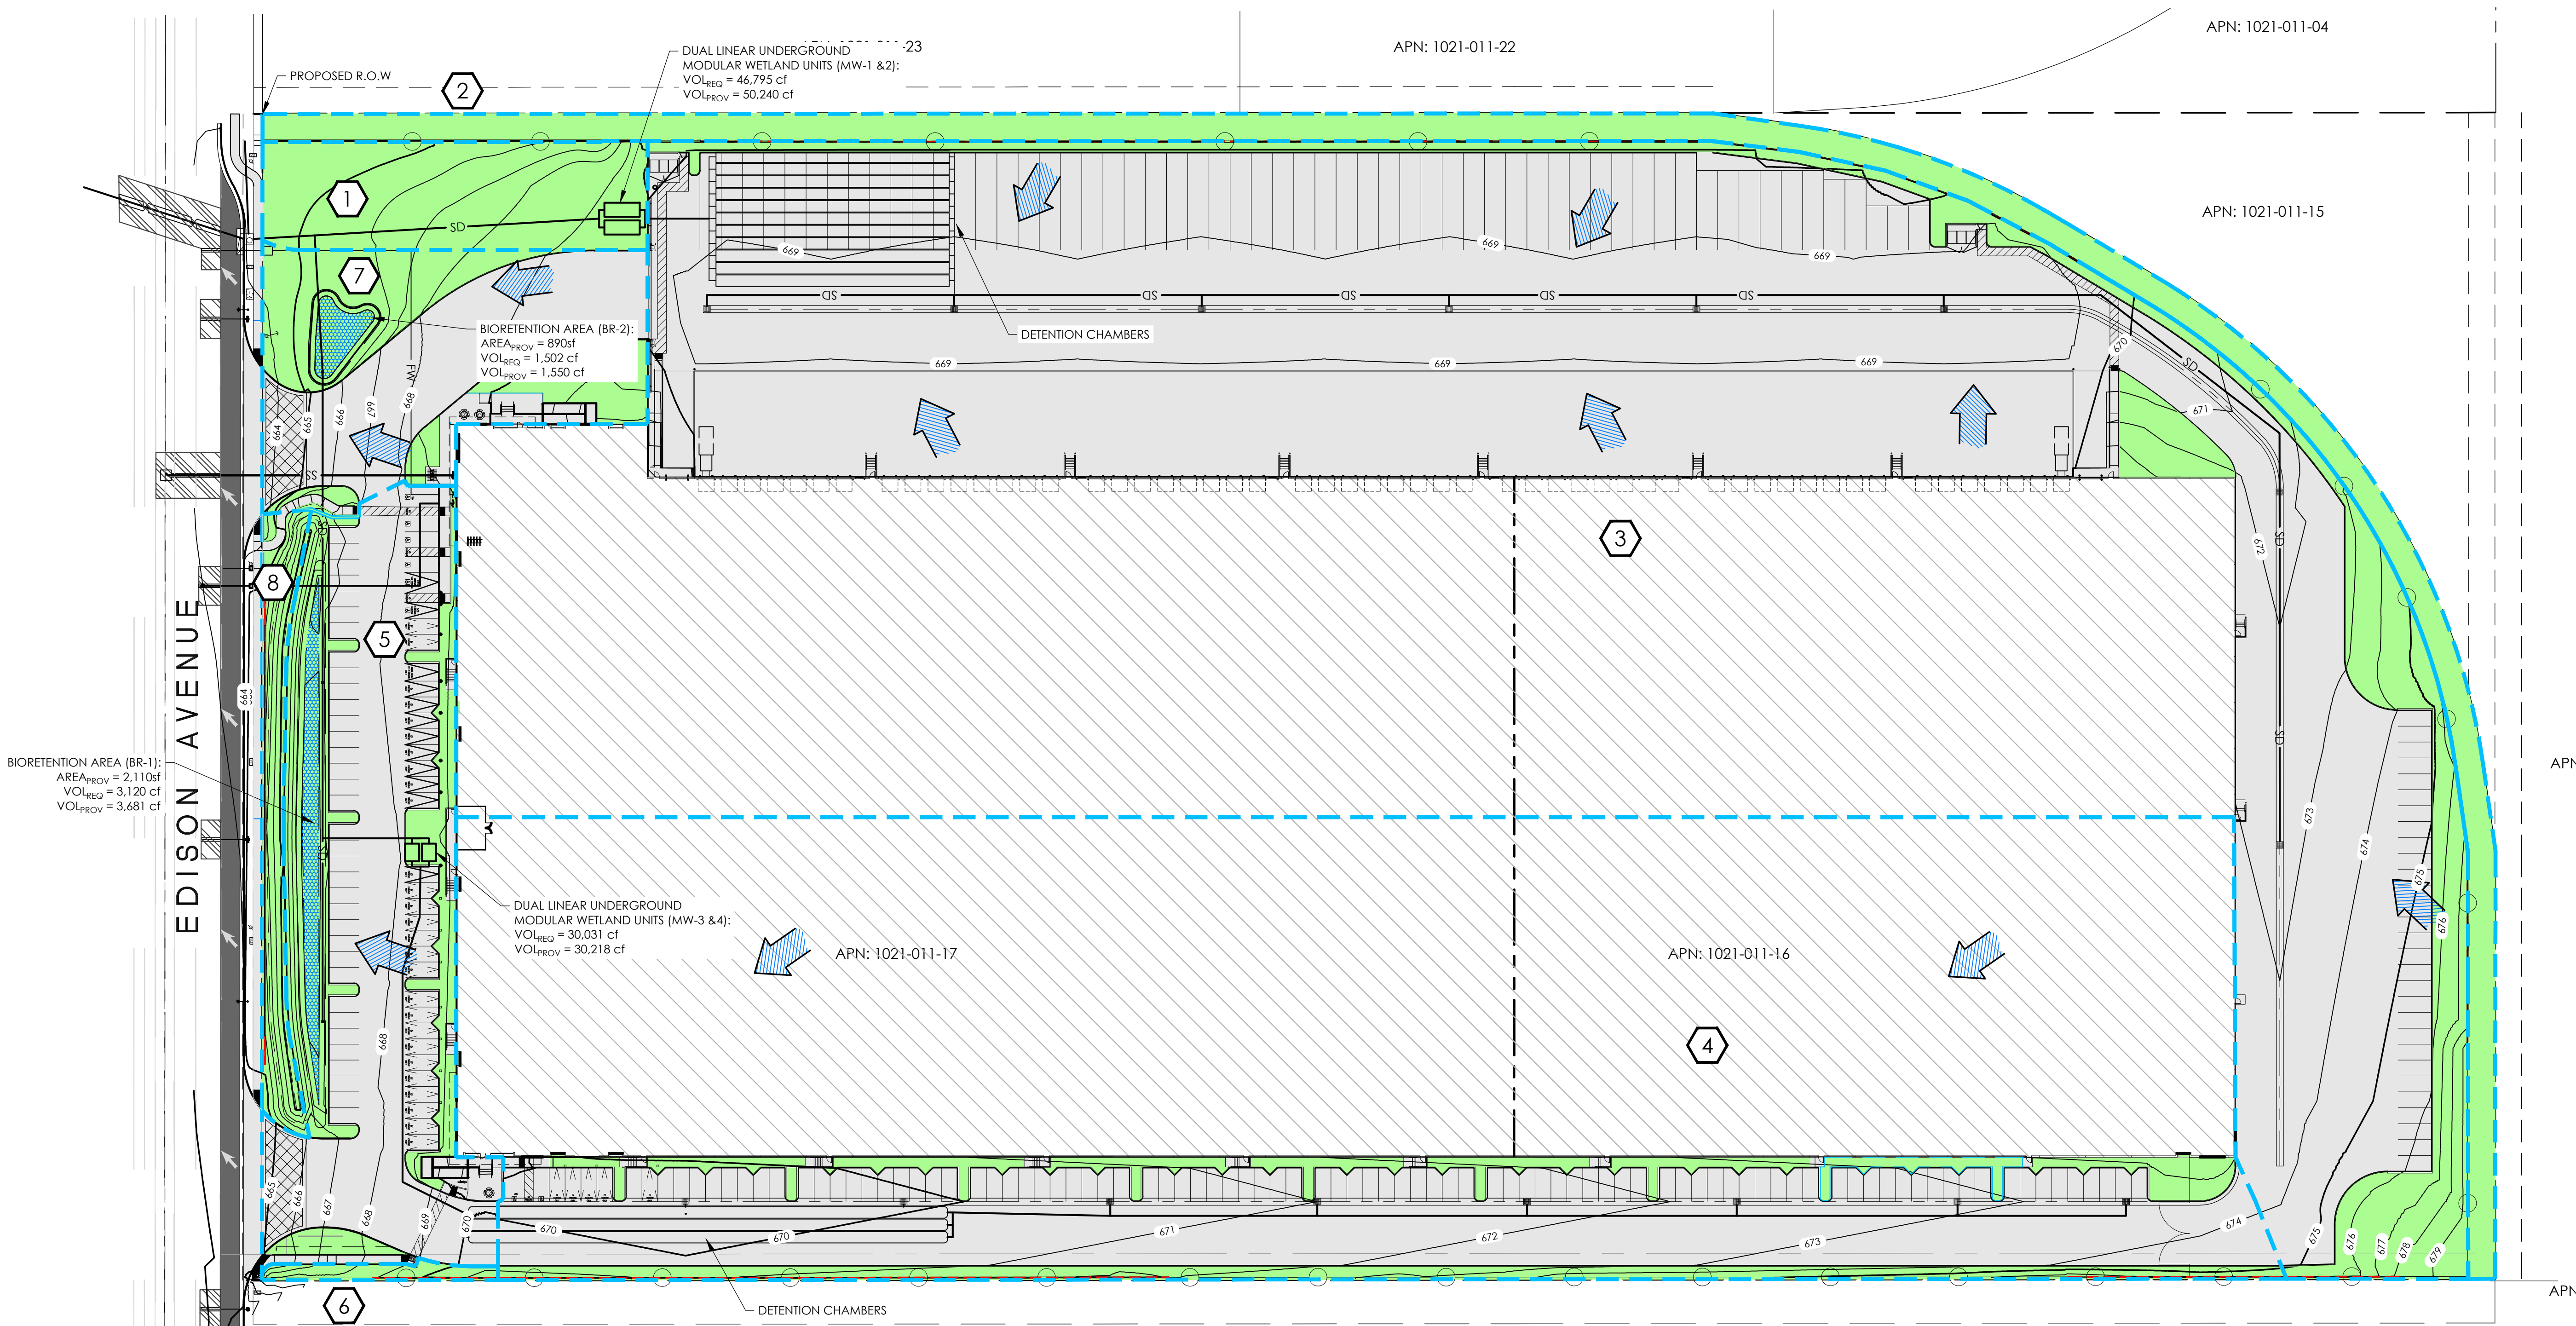 APN: 1021-011-23
APN: 1021-011-22
APN: 1021-011-04
DUAL LINEAR UNDERGROUND
MODULAR WETLAND UNITS (MW-1 &2):
VOLREQ = 46,795 cf
VOLPROV = 50,240 cf
PROPOSED R.O.W
2
1
APN: 1021-011-15
SD
669
669
669
7
SD
SD
SD
SD
SD
SD
BIORETENTION AREA (BR-2):
AREAPROV = 890sf
VOLREQ = 1,502 cf
VOLPROV = 1,550 cf
DETENTION CHAMBERS
669
669
669
670
SD
671
FW
664
665
666
667
668
SS
3
672
SD
8
5
EDISON AVENUE
664
SD
BIORETENTION AREA (BR-1):
AREAPROV = 2,110sf
VOLREQ = 3,120 cf
VOLPROV = 3,681 cf
APN
673
674
675
676
DUAL LINEAR UNDERGROUND
MODULAR WETLAND UNITS (MW-3 &4):
VOLREQ = 30,031 cf
VOLPROV = 30,218 cf
APN: 1021-011-17
APN: 1021-011-16
668
4
665
666
667
668
669
670
670
670
671
672
673
674
675
676
677
678
679
6
DETENTION CHAMBERS
APN